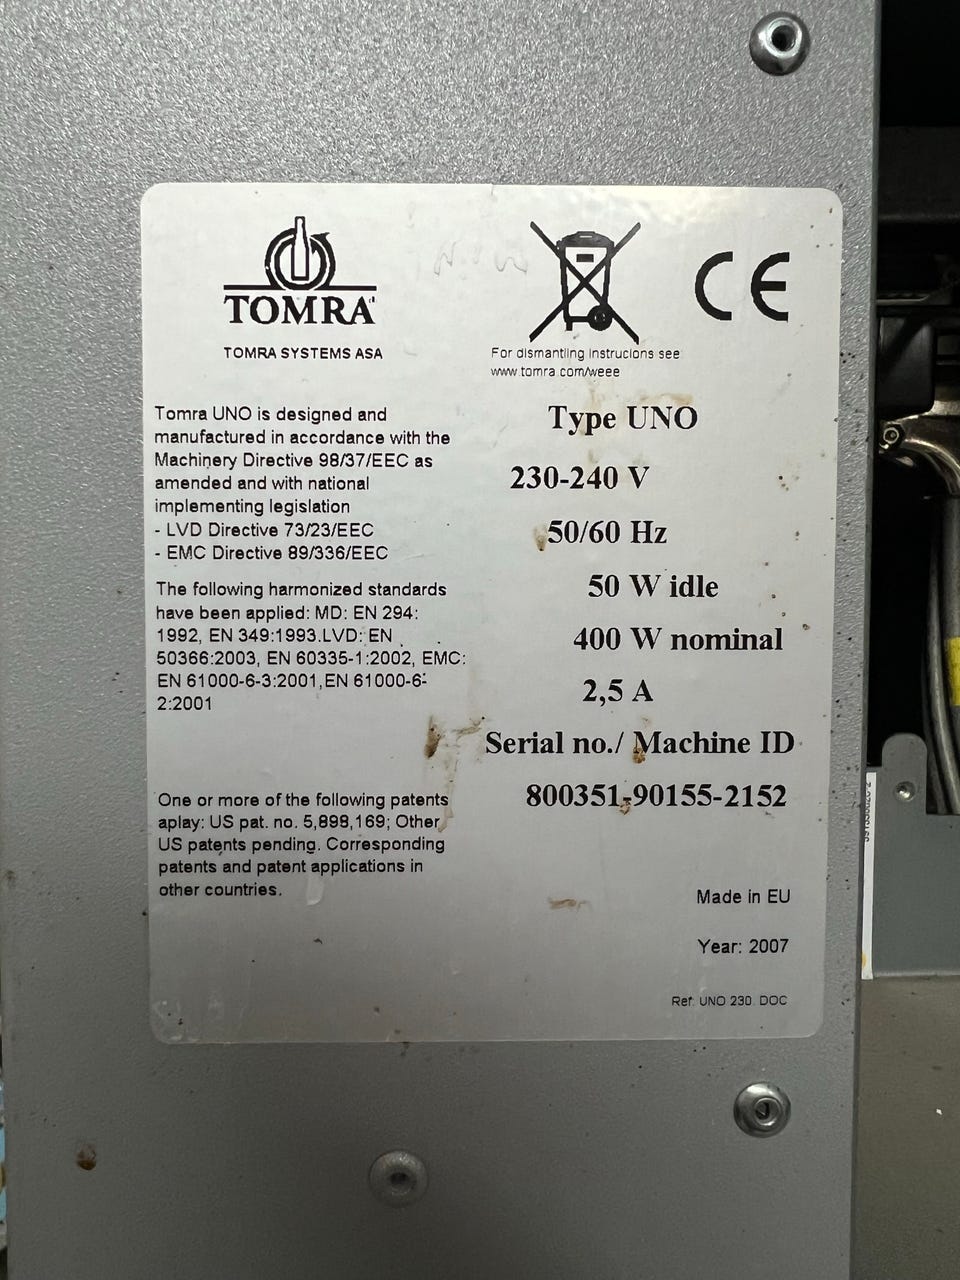 TOMRA
TOMRA SYSTEMS ASA
For dismantling instrucions see
www.tomra.com/weee
CE
Tomra UNO is designed and
manufactured in accordance with the
Machinery Directive 98/37/EEC as
amended and with national
implementing legislation
- LVD Directive 73/23/EEC
- EMC Directive 89/336/EEC
The following harmonized standards
have been applied: MD: EN 294:
1992, EN 349:1993.LVD: EN
50366:2003, EN 60335-1:2002, EMC:
EN 61000-6-3:2001,EN 61000-6-
2:2001
One or more of the following patents
aplay: US pat. no. 5,898,169; Other
US patents pending. Corresponding
patents and patent applications in
other countries.
Type UNO
230-240 V
50/60 Hz
50 W idle
400 W nominal
2,5 A
Serial no./ Machine ID
800351-90155-2152
Made in EU
Year: 2007
Ref: UNO 230 DOC